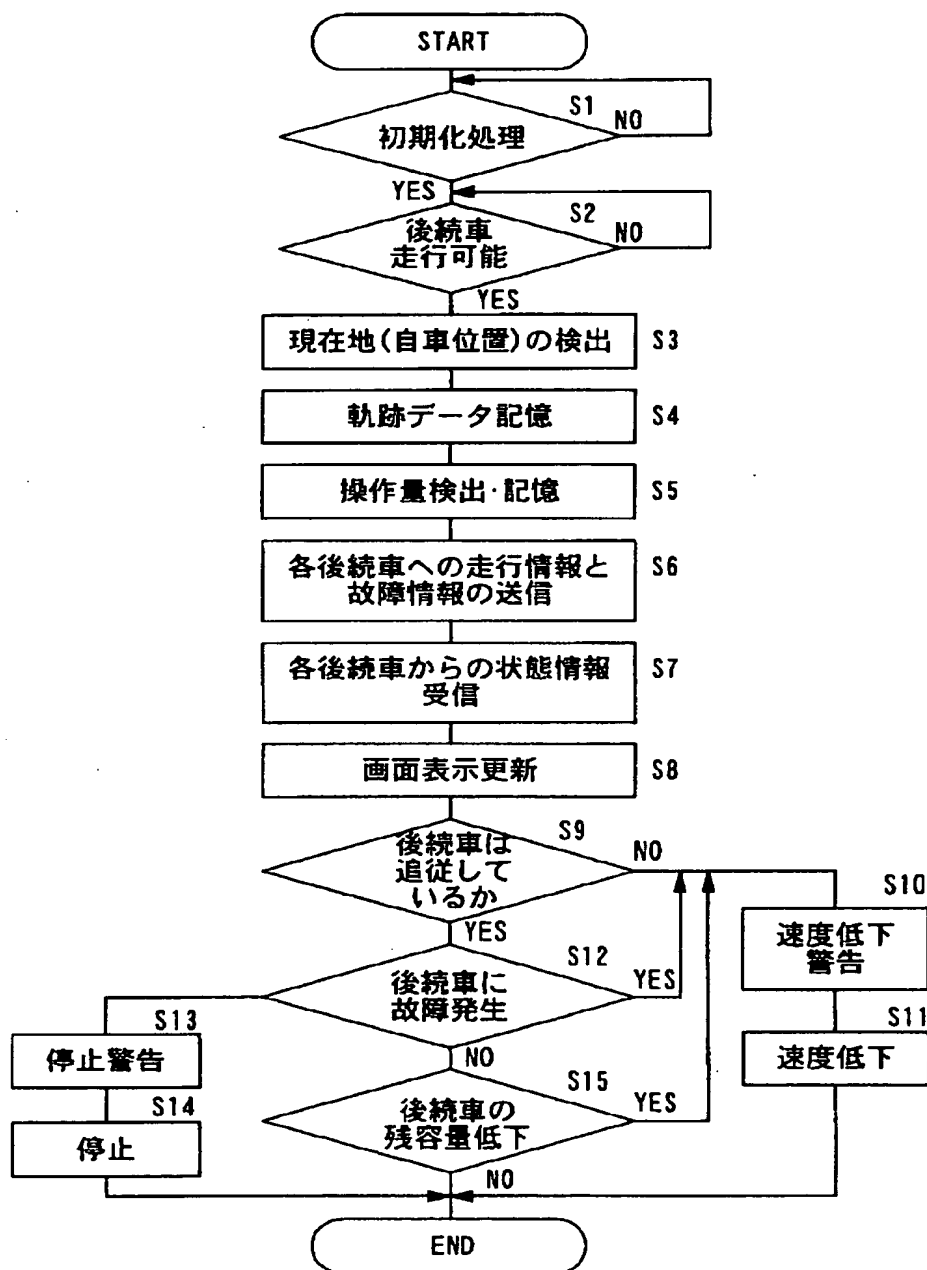 START
S1
初期化処理
NO
YES
S2
後続車
走行可能
NO
YES
現在地(自車位置)の検出
S3
軌跡データ記憶
S4
操作量検出·記憶
S5
各後続車への走行情報と
故障情報の送信
S6
各後続車からの状態情報
受信
S7
画面表示更新
S8
S9
後続車は
追従して
いるか
NO
YES
S10
速度低下
警告
S11
速度低下
S12
後続車に
故障発生
YES
NO
S13
停止警告
S14
停止
S15
後続車の
残容量低下
YES
NO
END